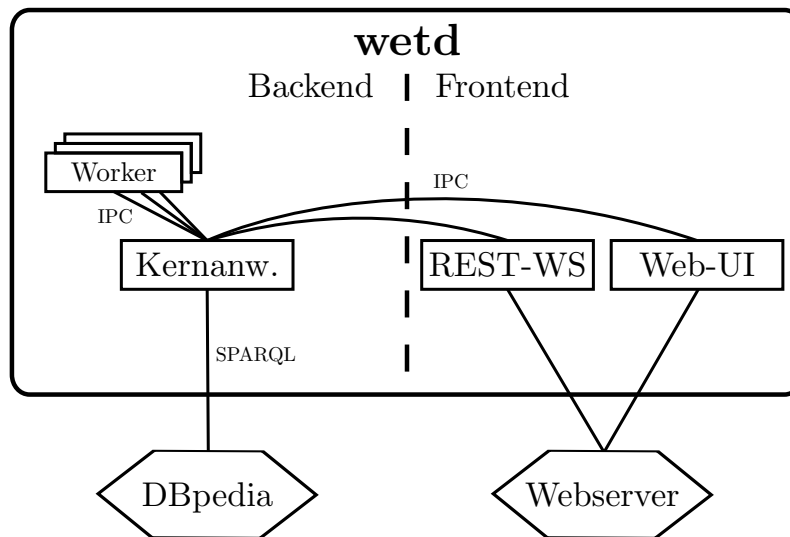 wetd
Backend
Frontend
Worker
IPC
IPC
Kernanw.
REST-WS
Web-UI
SPARQL
DBpedia
Webserver